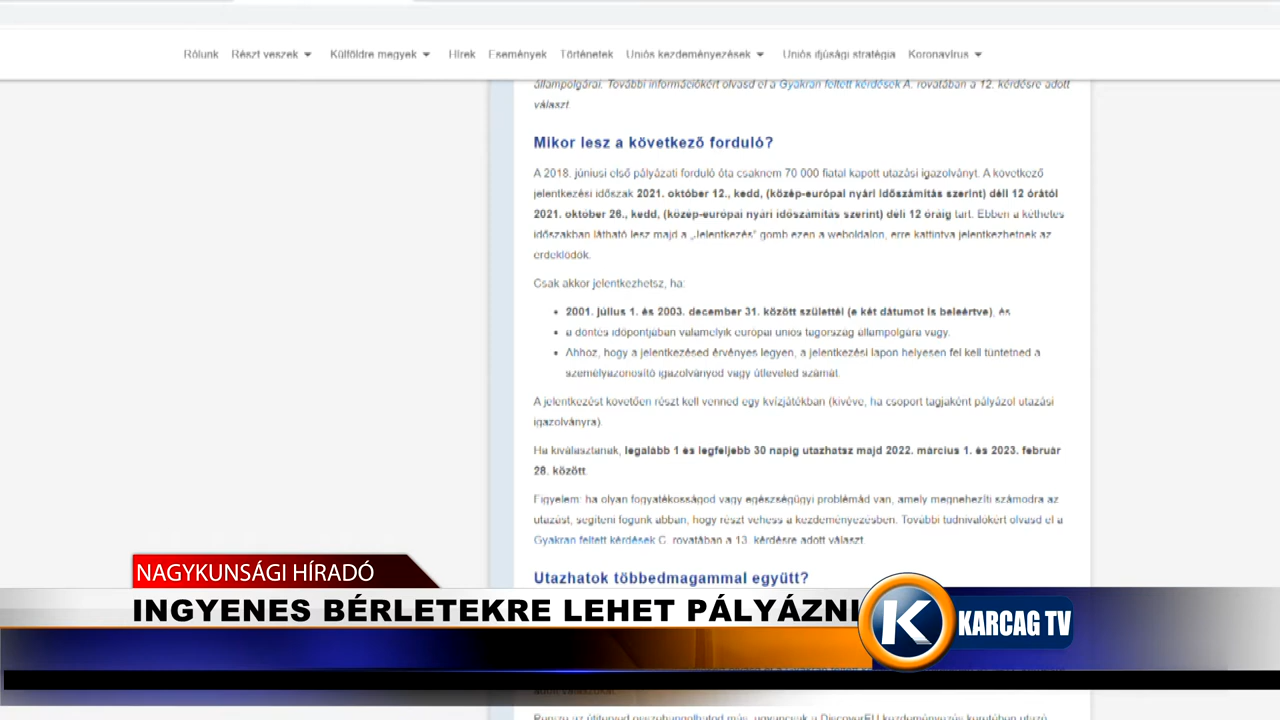 Rólunk Részt veszek Külföldre megyek Hírek Események Történetek Uniós kezdeményezések Uniós ifjúsági stratégia Koronavírus
állampolgárai. További információkért olvasd el a Gyakran feltett kérdések A. rovatában a 12. kérdésre adott
választ.
Mikor lesz a következő forduló?
A 2018. júniusi első pályázati forduló óta csaknem 70 000 fiatal kapott utazási igazolványt. A következő
jelentkezési időszak 2021. október 12., kedd, (közép-európai nyári időszámítás szerint) déli 12 órától
2021. október 26., kedd, (közép-európai nyári időszámítás szerint) déli 12 óráig tart. Ebben a kéthetes
időszakban látható lesz majd a „Jelentkezés” gomb ezen a weboldalon, erre kattintva jelentkezhetnek az
érdeklődők.
Csak akkor jelentkezhetsz, ha:
• 2001. július 1. és 2003. december 31. között születtél (e két dátumot is beleértve), és
• a döntés időpontjában valamelyik európai uniós tagország állampolgára vagy.
• Ahhoz, hogy a jelentkezésed érvényes legyen, a jelentkezési lapon helyesen fel kell tüntetned a
személyazonosító igazolványod vagy útleveled számát.
A jelentkezést követően részt kell venned egy kvízjátékban (kivéve, ha csoport tagjaként pályázol utazási
igazolványra).
Ha kiválasztanak, legalább 1 és legfeljebb 30 napig utazhatsz majd 2022. március 1. és 2023. február
28. között.
Figyelem: ha olyan fogyatékosságod vagy egészségügyi problémád van, amely megnehezíti számodra az
utazást, segíteni fogunk abban, hogy részt vehess a kezdeményezésben. További tudnivalókért olvasd el a
Gyakran feltett kérdések C. rovatában a 13. kérdésre adott választ.
Utazhatok többedmagammal együtt?
NAGYKUNSÁGI HÍRADÓ
INGYENES BÉRLETEKRE LEHET PÁLYÁZNI
K KARCAG TV